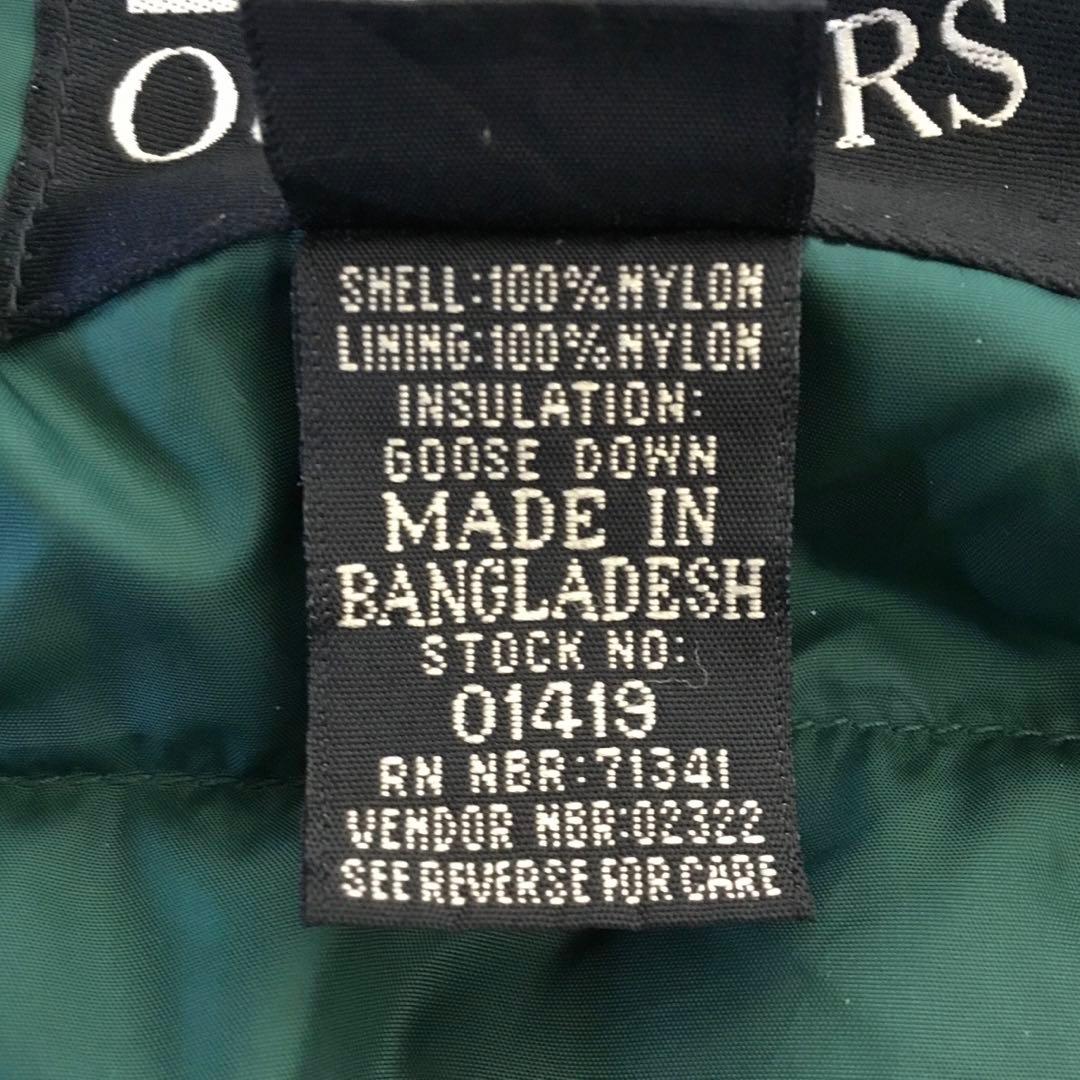 SHELL:100%NYLON
LINING:100%NYLON
INSULATION:
GOOSE DOWN
MADE IN
BANGLADESH
STOCK NO:
01419
RN NBR:71341
VENDOR NBR:02322
SEE REVERSE FOR CARE